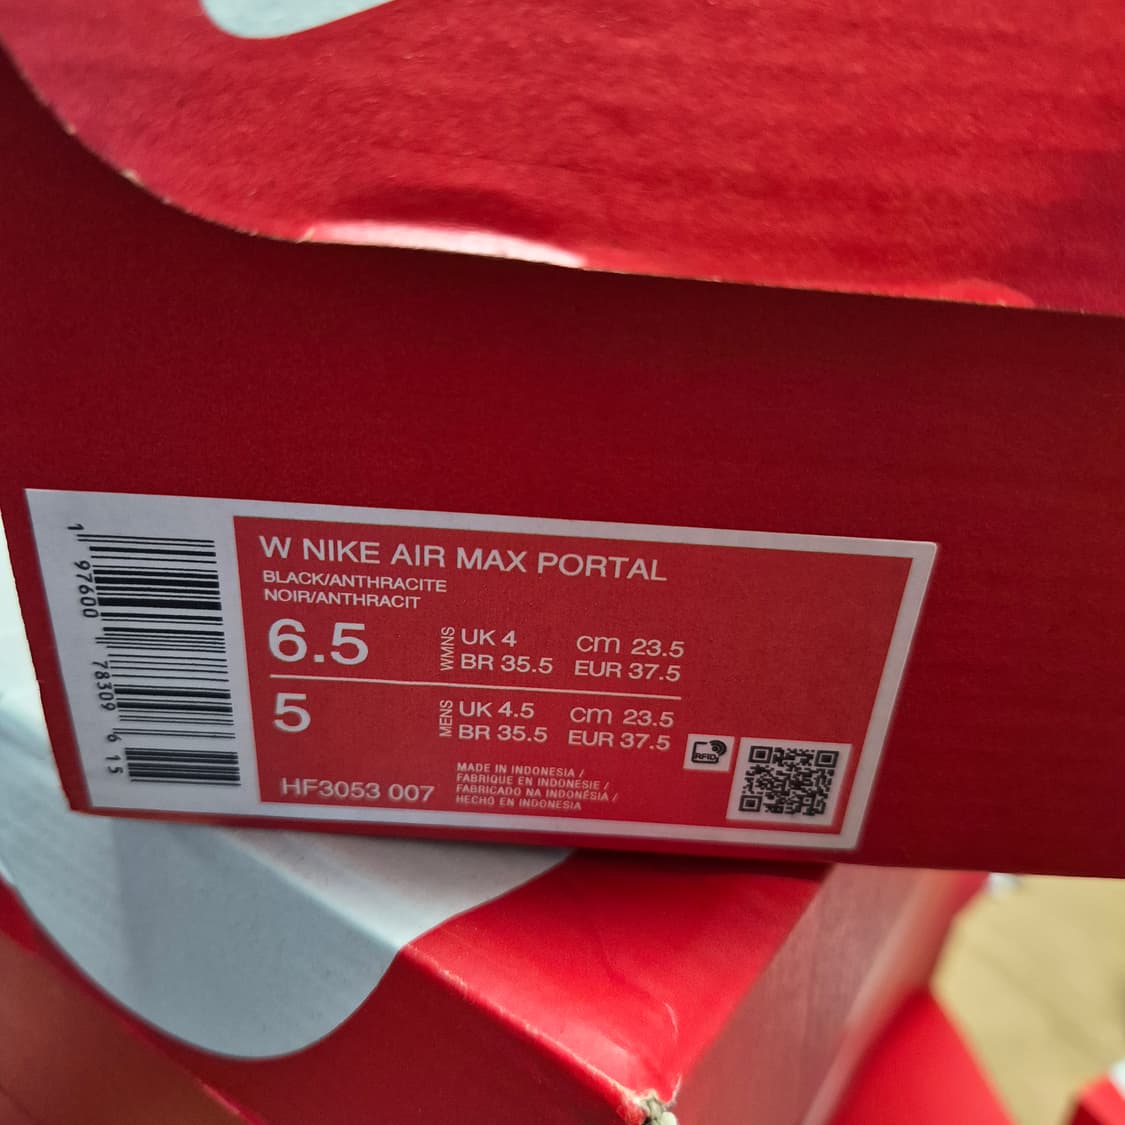 W NIKE AIR MAX PORTAL
BLACK/ANTHRACITE
NOIR/ANTHRACIT
6.5 WMNS UK 4 cm 23.5
BR 35.5 EUR 37.5
5 MENS UK 4.5 cm 23.5
BR 35.5 EUR 37.5
RFID
HF3053 007
MADE IN INDONESIA /
FABRIQUE EN INDONESIE /
FABRICADO NA INDONÉSIA /
HECHO EN INDONESIA
1 97600 78309 6 15